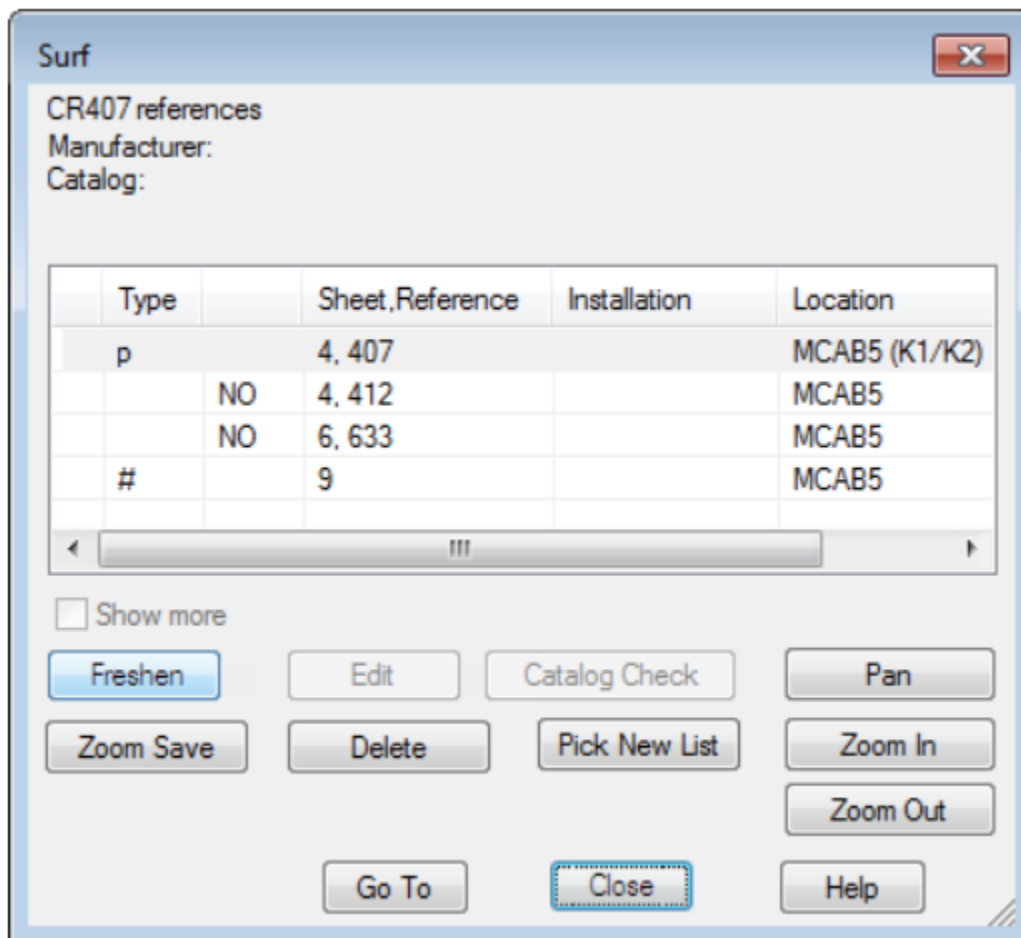 Surf
CR407 references
Manufacturer:
Catalog:
Type Sheet,Reference Installation Location
p 4, 407 MCAB5 (K1/K2)
NO 4, 412 MCAB5
NO 6, 633 MCAB5
# 9 MCAB5
Show more
Freshen Edit Catalog Check Pan
Zoom Save Delete Pick New List Zoom In
Zoom Out
Go To Close Help